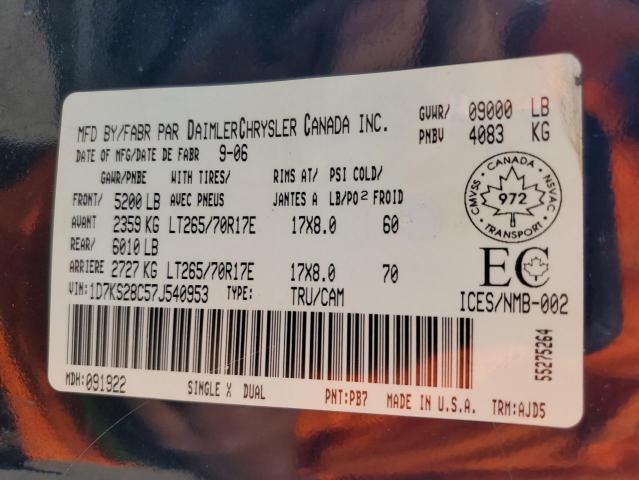 MFD BY/FABR PAR DAIMLERCHRYSLER CANADA INC.
GVWR/ 09000 LB
PNBV 4083 KG
DATE OF MFG/DATE DE FABR 9-06
GAWR/PNBE WITH TIRES/ RIMS AT/ PSI COLD/
FRONT/ 5200 LB AVEC PNEUS JANTES A LB/PO2 FROID
AVANT 2359 KG LT265/70R17E 17X8.0 60
REAR/ 6010 LB
ARRIERE 2727 KG LT265/70R17E 17X8.0 70
VIN: 1D7KS28C57J540953 TYPE: TRU/CAM
CANADA
CMVSS 972 NSVAC
TRANSPORT
EC
ICES/NMB-002
55275264
MDH: 091922 SINGLE X DUAL PNT: PB7 MADE IN U.S.A. TRM: AJD5